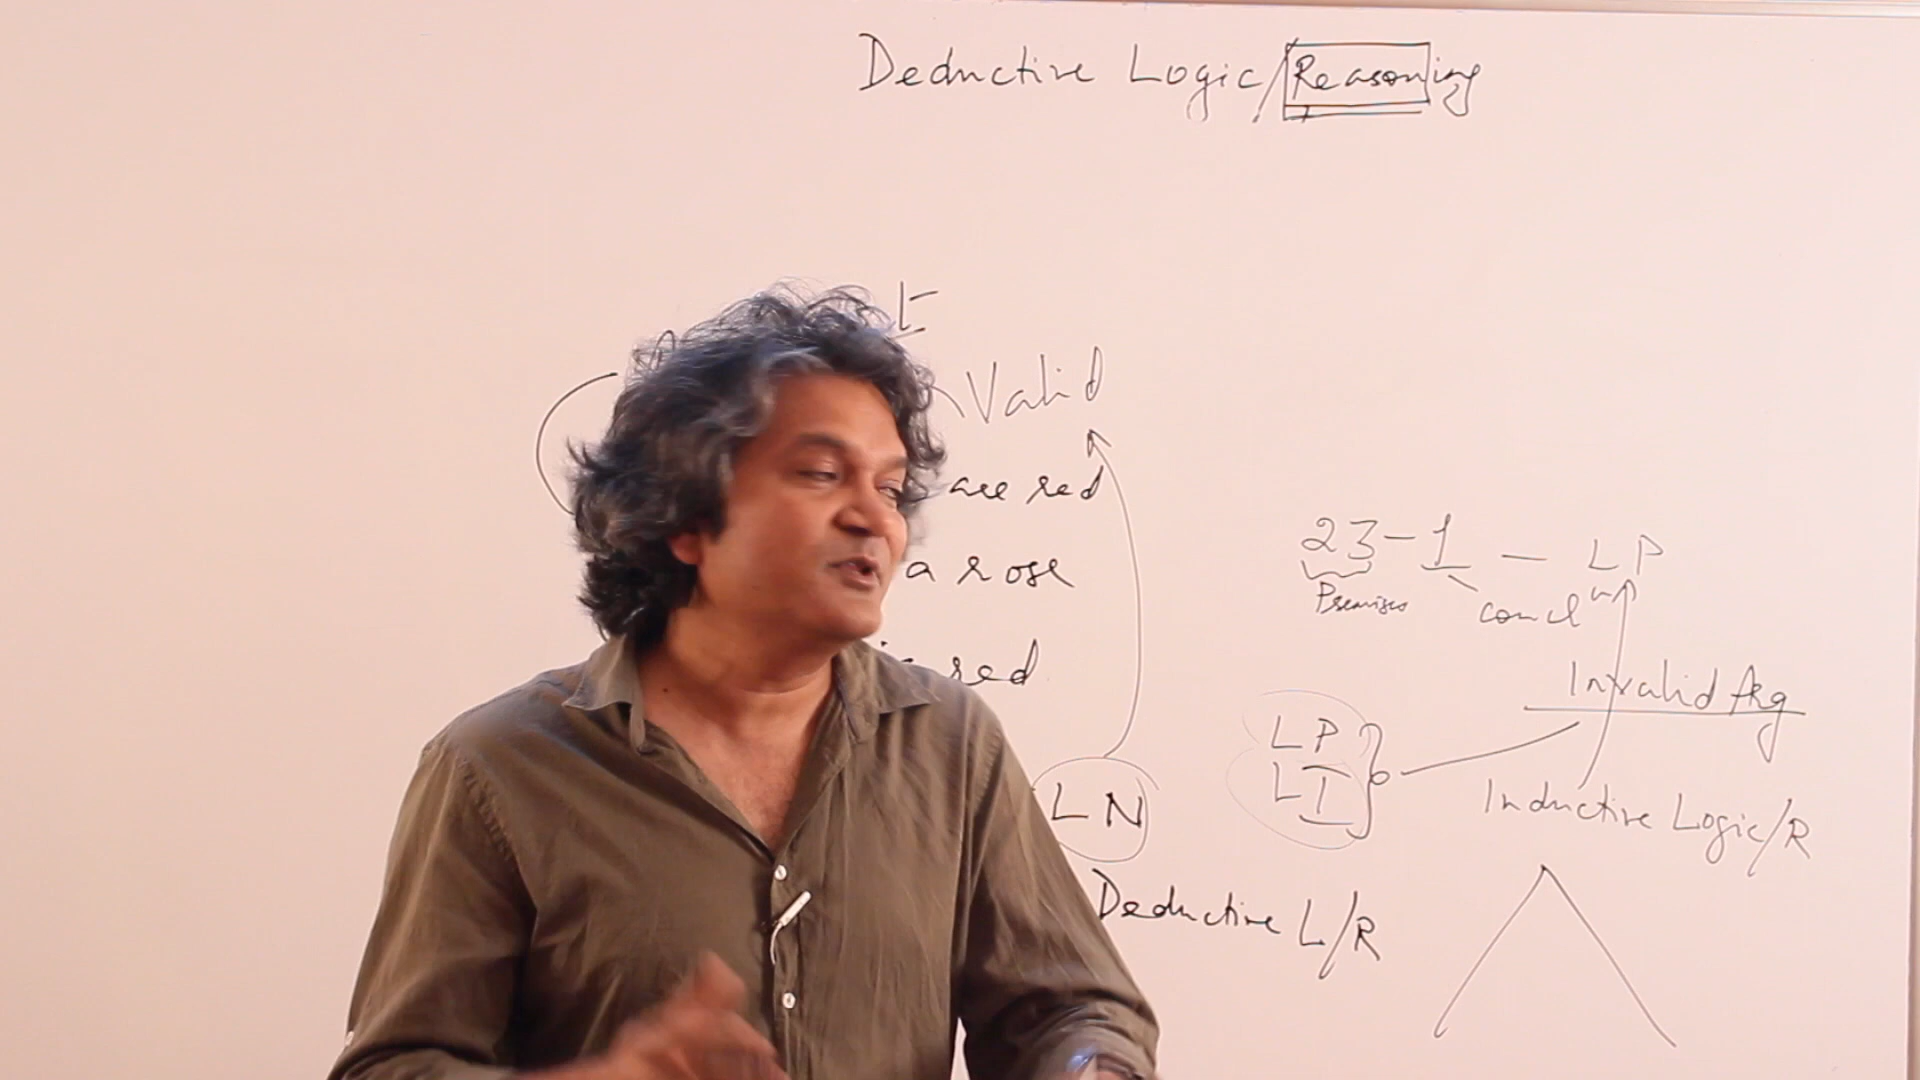 Deductive Logic/Reasoning
Valid
are red
a rose
red
23 - 1 — LP
Premises
concl
Invalid Arg
LP
LI
LN
Inductive Logic/R
Deductive L/R